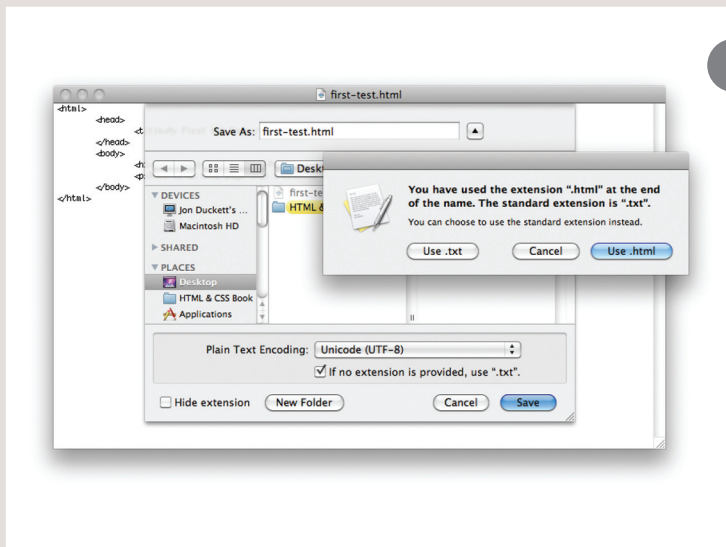 first-test.html
<html>
<head>
<t
Save As: first-test.html
</head>
<body>
<h
<p
</body>
</html>
Desk
DEVICES
Jon Duckett's ...
Macintosh HD
SHARED
PLACES
Desktop
HTML & CSS Book
Applications
first-te
HTML &
You have used the extension “.html” at the end
of the name. The standard extension is “.txt”.
You can choose to use the standard extension instead.
Use .txt
Cancel
Use .html
Plain Text Encoding: Unicode (UTF-8)
If no extension is provided, use “.txt”.
Hide extension
New Folder
Cancel
Save